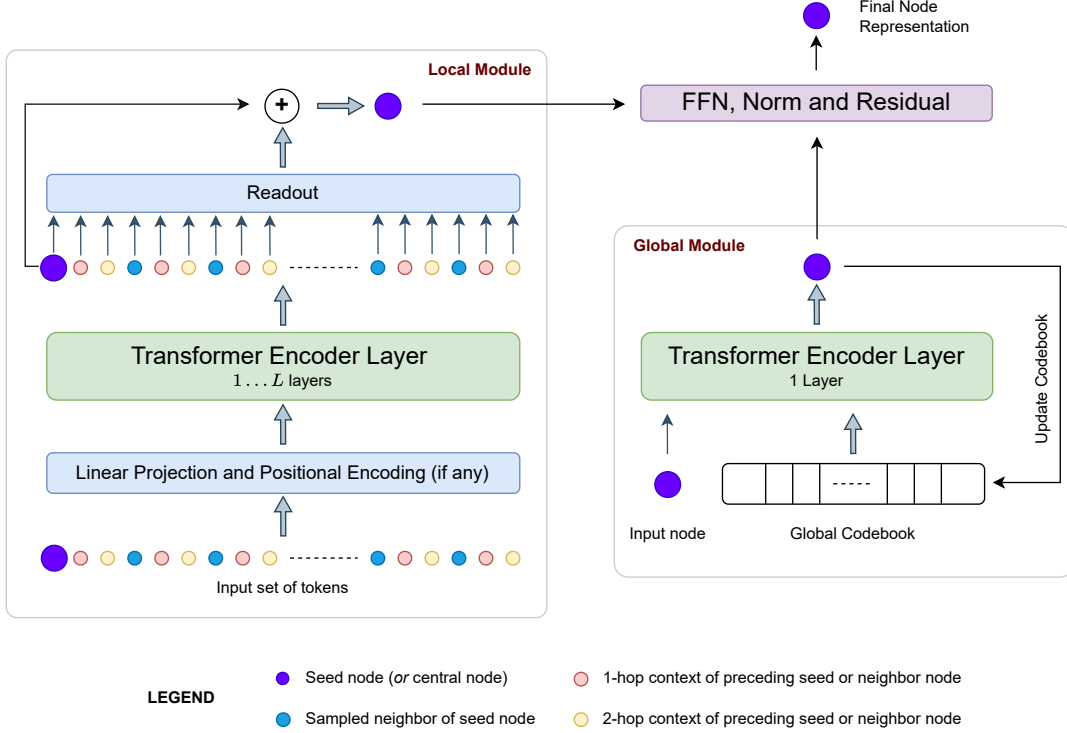 Final Node
Representation
Local Module
+
FFN, Norm and Residual
Readout
Global Module
Transformer Encoder Layer
1 . . . L layers
Transformer Encoder Layer
1 Layer
Update Codebook
Linear Projection and Positional Encoding (if any)
Input node
Global Codebook
Input set of tokens
LEGEND
Seed node (or central node)
1-hop context of preceding seed or neighbor node
Sampled neighbor of seed node
2-hop context of preceding seed or neighbor node